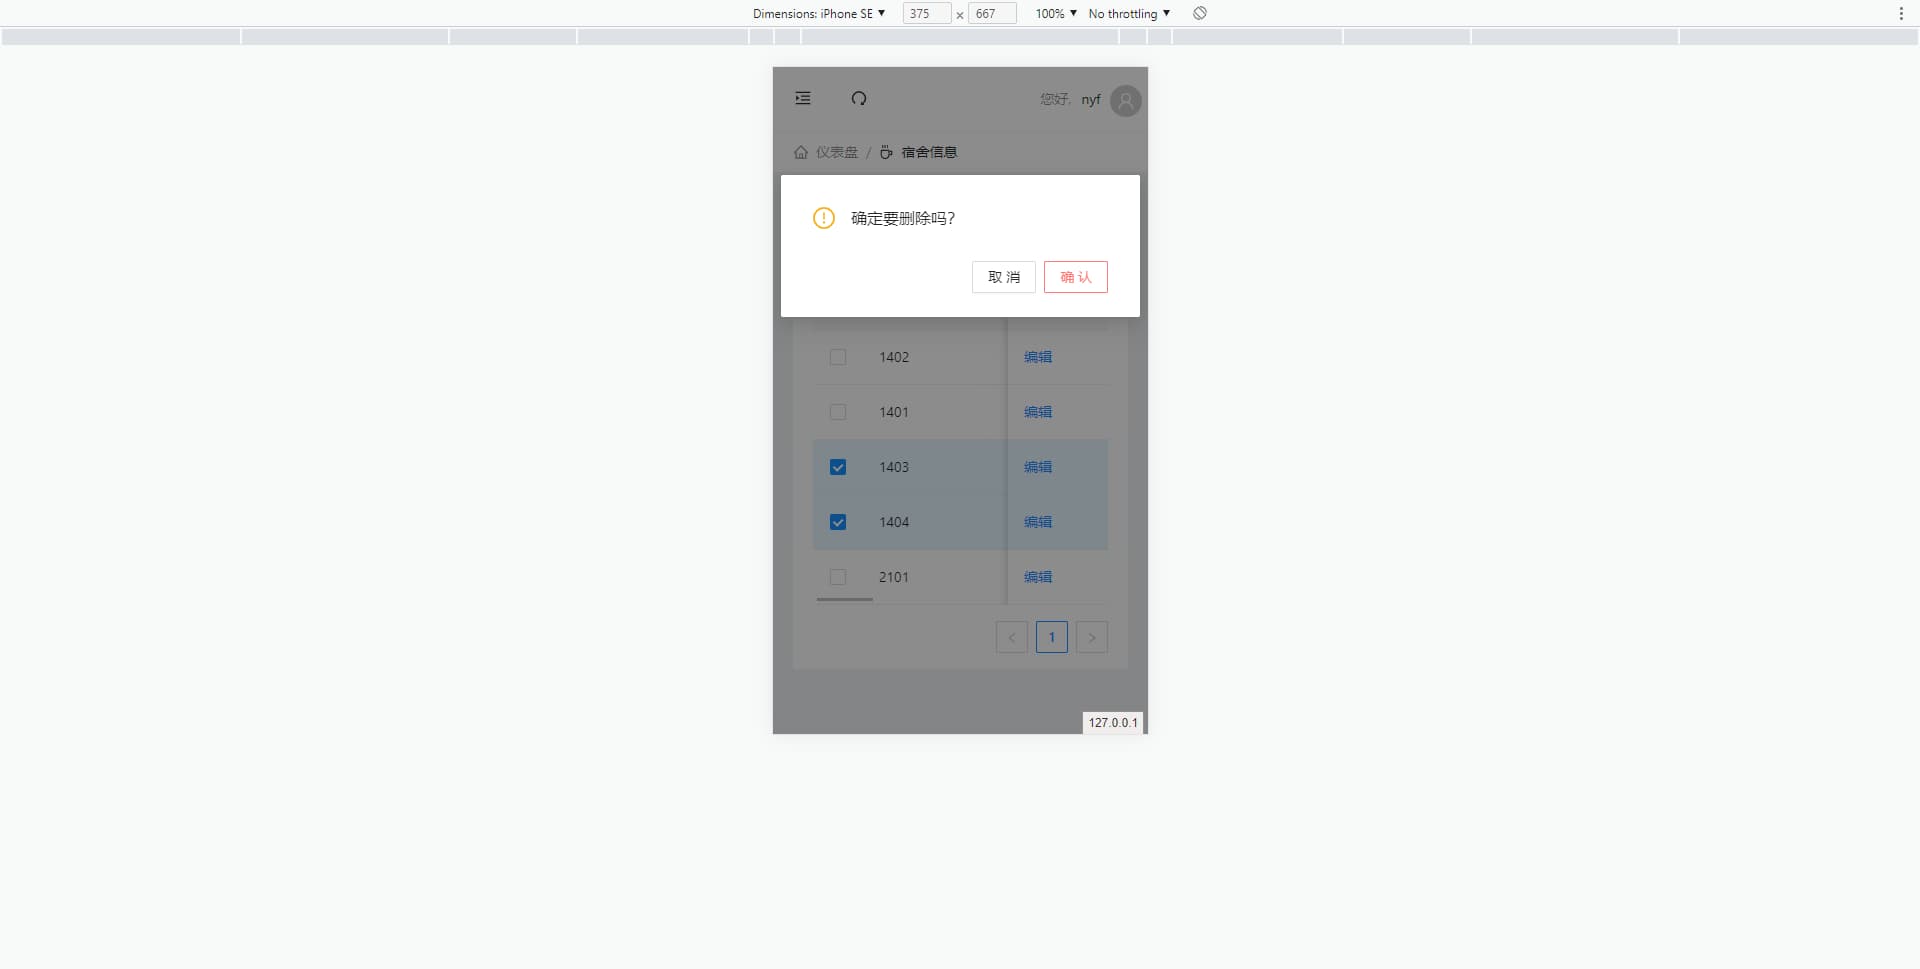 Dimensions: iPhone SE ▼ 375 × 667 100% ▼ No throttling ▼
您好, nyf
仪表盘 / 宿舍信息
确定要删除吗?
取 消 确 认
1402 编辑
1401 编辑
1403 编辑
1404 编辑
2101 编辑
< 1 >
127.0.0.1